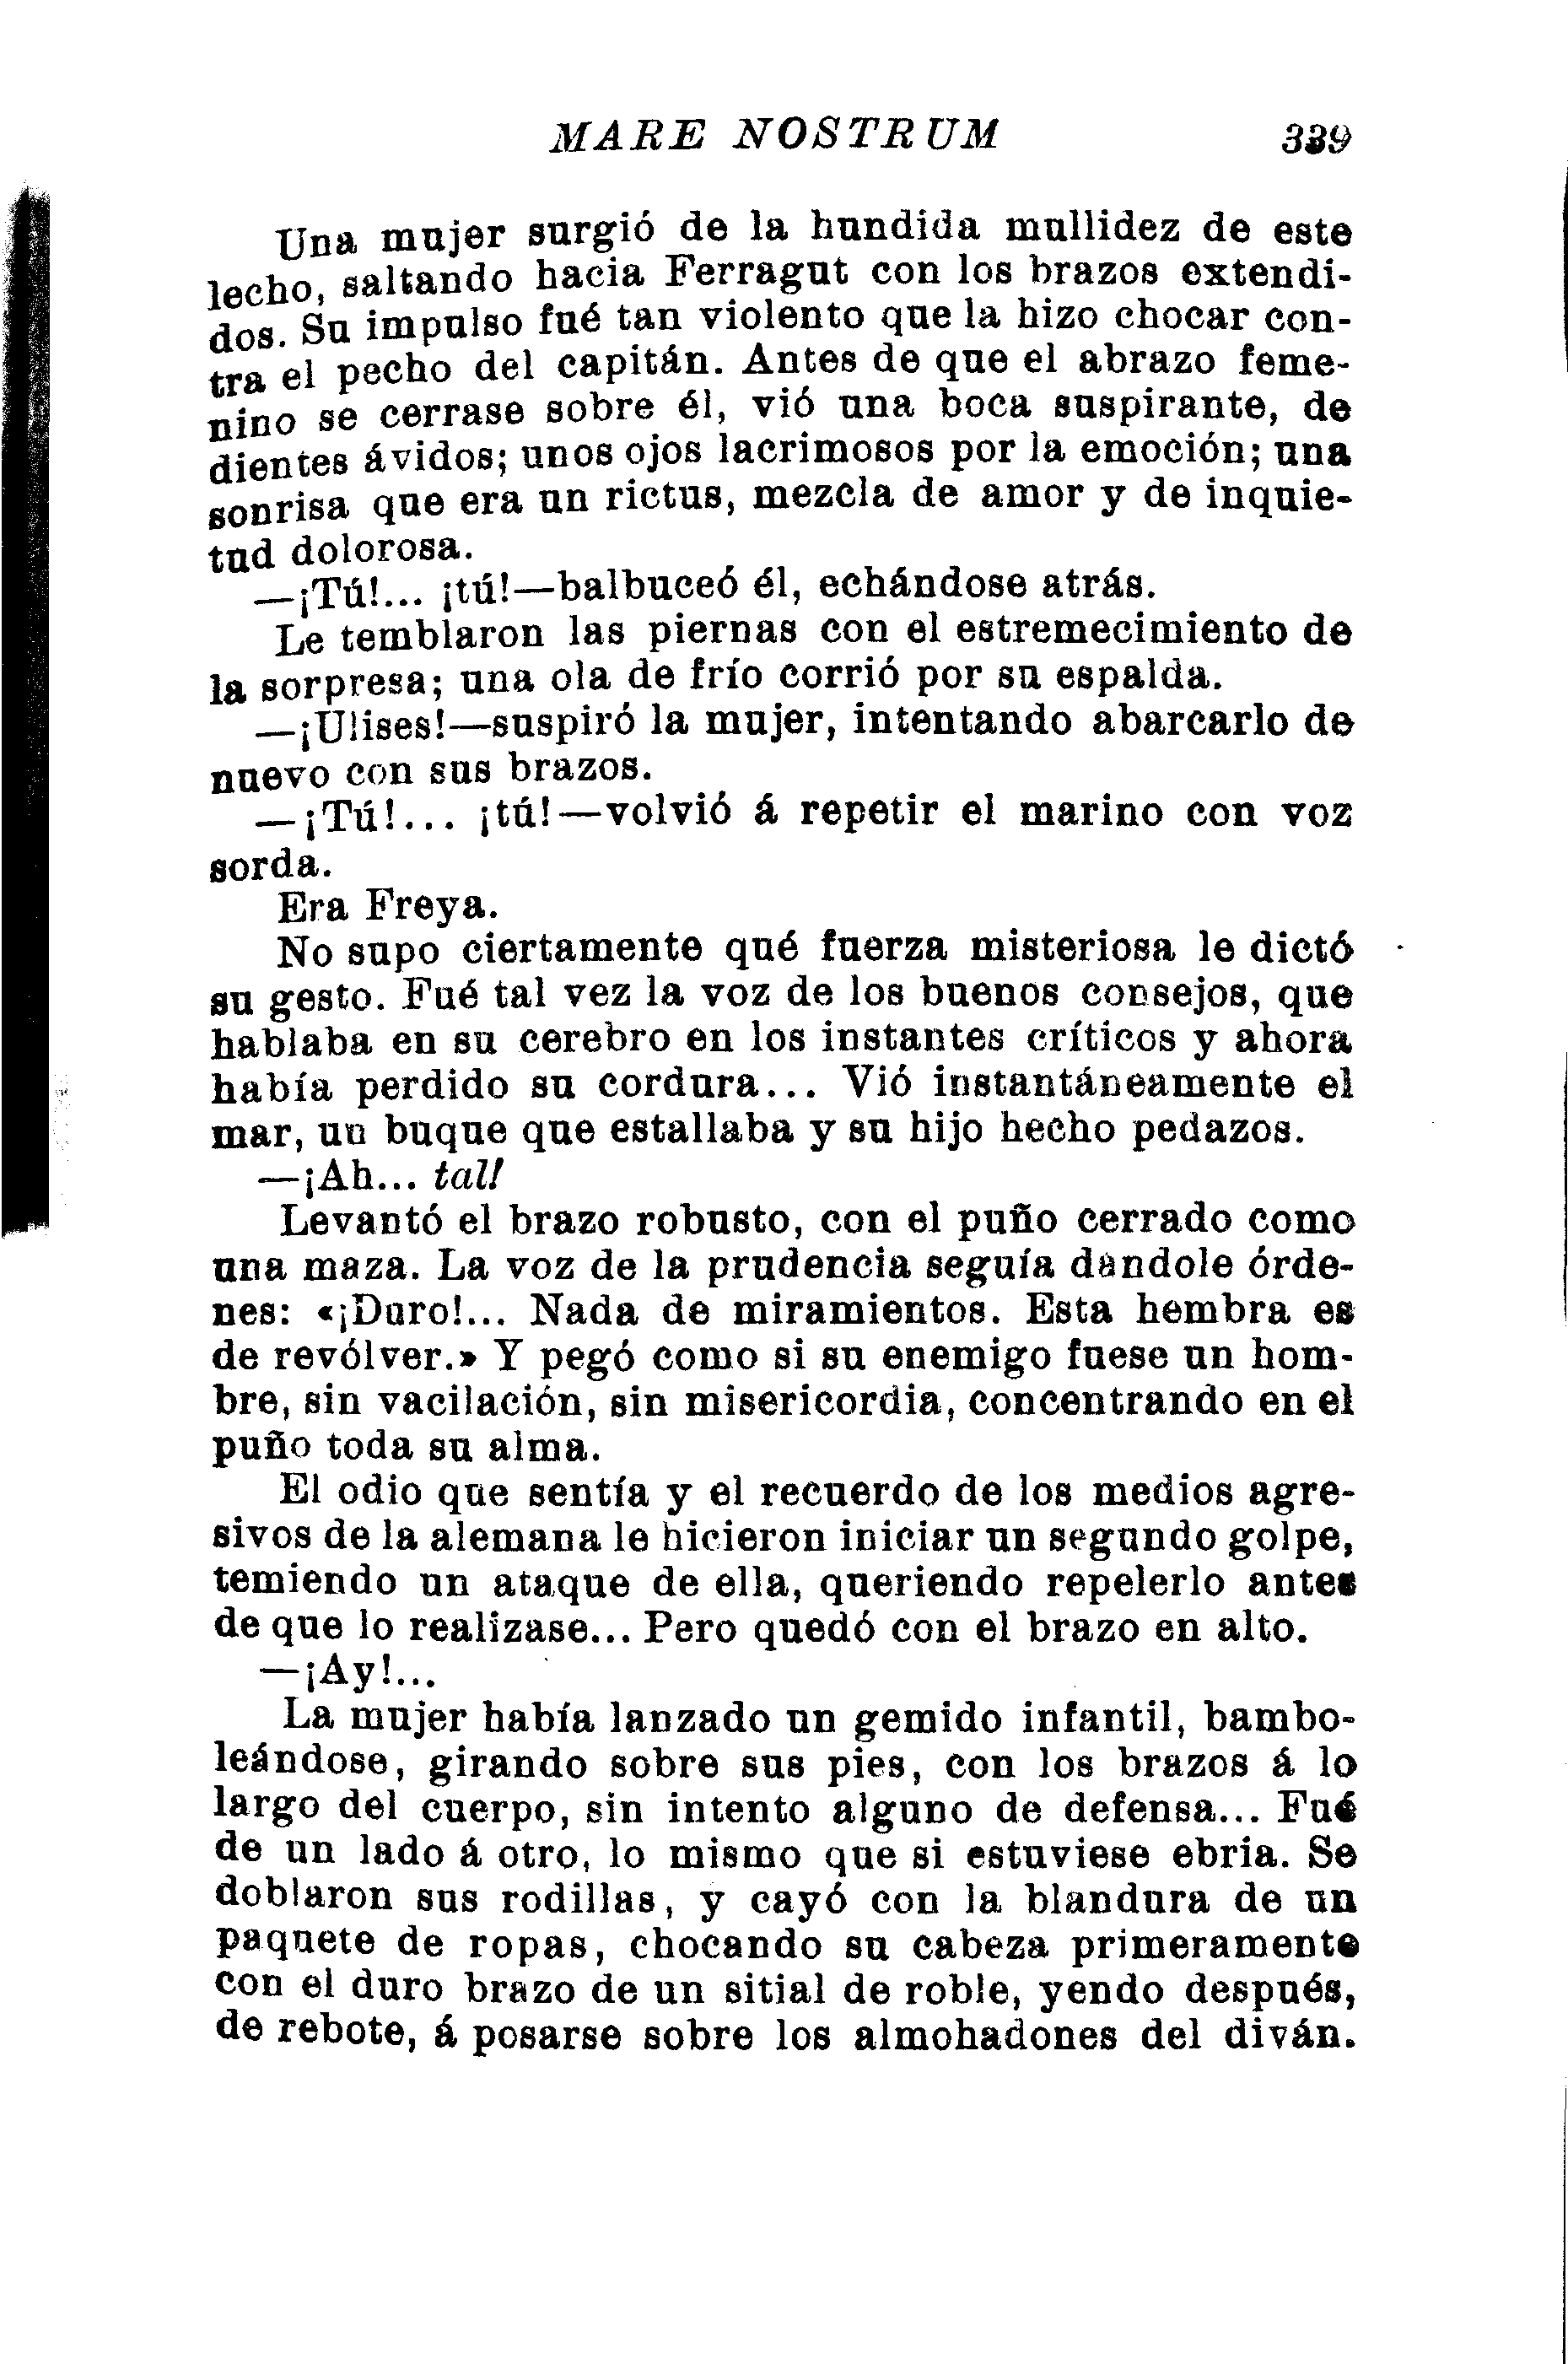 MARE NOSTRUM 339
Una mujer surgió de la hundida mullidez de este
lecho, saltando hacia Ferragut con los brazos extendi-
dos. Su impulso fué tan violento que la hizo chocar con-
tra el pecho del capitán. Antes de que el abrazo feme-
nino se cerrase sobre él, vió una boca suspirante, de
dientes ávidos; unos ojos lacrimosos por la emoción; una
sonrisa que era un rictus, mezcla de amor y de inquie-
tud dolorosa.
—¡Tú!... ¡tú!—balbuceó él, echándose atrás.
Le temblaron las piernas con el estremecimiento de
la sorpresa; una ola de frío corrió por su espalda.
—¡Ulises!—suspiró la mujer, intentando abarcarlo de
nuevo con sus brazos.
—¡Tú!... ¡tú!—volvió á repetir el marino con voz
sorda.
Era Freya.
No supo ciertamente qué fuerza misteriosa le dictó
su gesto. Fué tal vez la voz de los buenos consejos, que
hablaba en su cerebro en los instantes críticos y ahora
había perdido su cordura... Vió instantáneamente el
mar, un buque que estallaba y su hijo hecho pedazos.
—¡Ah... tal!
Levantó el brazo robusto, con el puño cerrado como
una maza. La voz de la prudencia seguía dándole órde-
nes: «¡Duro!... Nada de miramientos. Esta hembra es
de revólver.» Y pegó como si su enemigo fuese un hom-
bre, sin vacilación, sin misericordia, concentrando en el
puño toda su alma.
El odio que sentía y el recuerdo de los medios agre-
sivos de la alemana le hicieron iniciar un segundo golpe,
temiendo un ataque de ella, queriendo repelerlo antes
de que lo realizase... Pero quedó con el brazo en alto.
—¡Ay!...
La mujer había lanzado un gemido infantil, bambo-
leándose, girando sobre sus pies, con los brazos á lo
largo del cuerpo, sin intento alguno de defensa... Fué
de un lado á otro, lo mismo que si estuviese ebria. Se
doblaron sus rodillas, y cayó con la blandura de un
paquete de ropas, chocando su cabeza primeramente
con el duro brazo de un sitial de roble, yendo después,
de rebote, á posarse sobre los almohadones del diván.